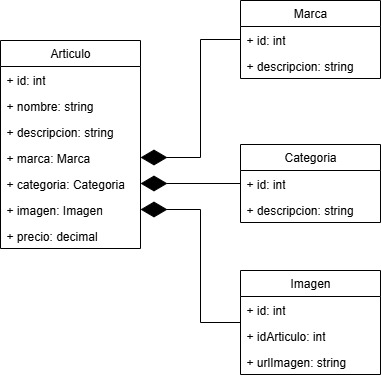 Articulo
+ id: int
+ nombre: string
+ descripcion: string
+ marca: Marca
+ categoria: Categoria
+ imagen: Imagen
+ precio: decimal
Marca
+ id: int
+ descripcion: string
Categoria
+ id: int
+ descripcion: string
Imagen
+ id: int
+ idArticulo: int
+ urlImagen: string